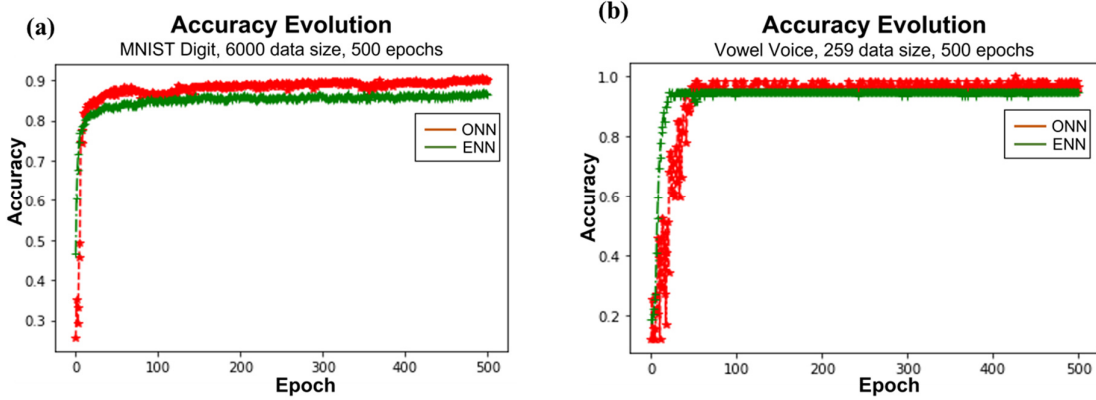 (a)
Accuracy Evolution
MNIST Digit, 6000 data size, 500 epochs
Accuracy
0.9
0.8
0.7
0.6
0.5
0.4
0.3
ONN
ENN
0 100 200 300 400 500
Epoch
(b)
Accuracy Evolution
Vowel Voice, 259 data size, 500 epochs
Accuracy
1.0
0.8
0.6
0.4
0.2
ONN
ENN
0 100 200 300 400 500
Epoch